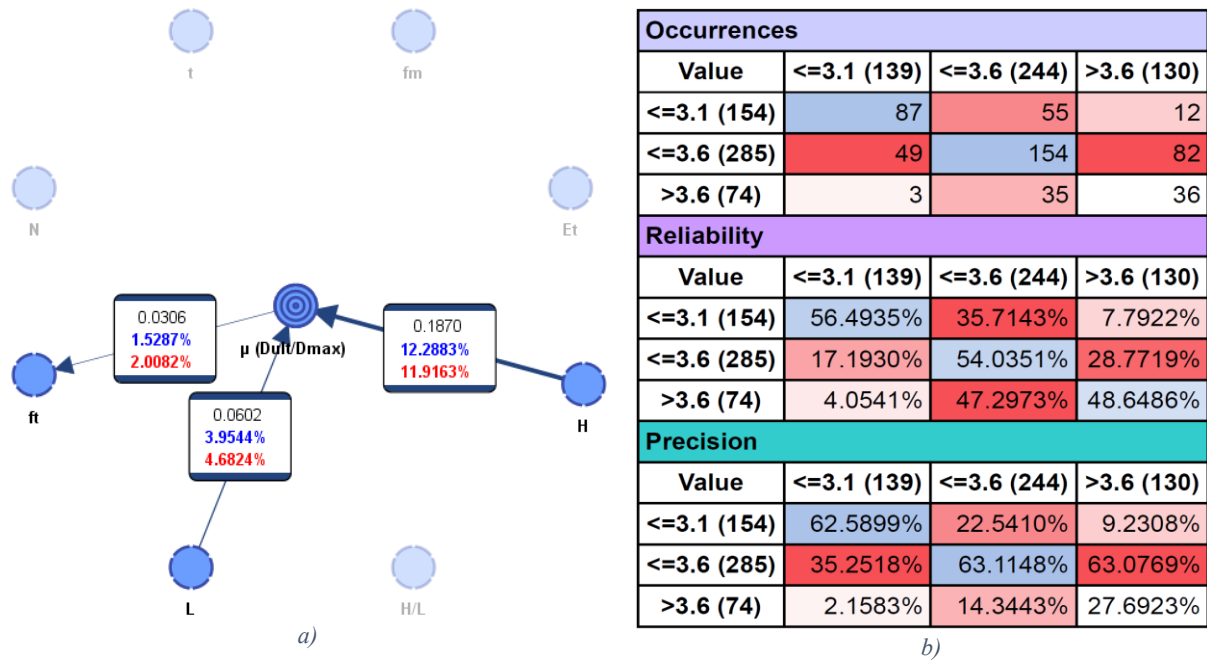 t
fm
N
Et
0.0306
1.5287%
2.0082%
μ (Dult/Dmax)
0.1870
12.2883%
11.9163%
ft
0.0602
3.9544%
4.6824%
H
L
H/L
a)
Occurrences
Value <=3.1 (139) <=3.6 (244) >3.6 (130)
<=3.1 (154) 87 55 12
<=3.6 (285) 49 154 82
>3.6 (74) 3 35 36
Reliability
Value <=3.1 (139) <=3.6 (244) >3.6 (130)
<=3.1 (154) 56.4935% 35.7143% 7.7922%
<=3.6 (285) 17.1930% 54.0351% 28.7719%
>3.6 (74) 4.0541% 47.2973% 48.6486%
Precision
Value <=3.1 (139) <=3.6 (244) >3.6 (130)
<=3.1 (154) 62.5899% 22.5410% 9.2308%
<=3.6 (285) 35.2518% 63.1148% 63.0769%
>3.6 (74) 2.1583% 14.3443% 27.6923%
b)